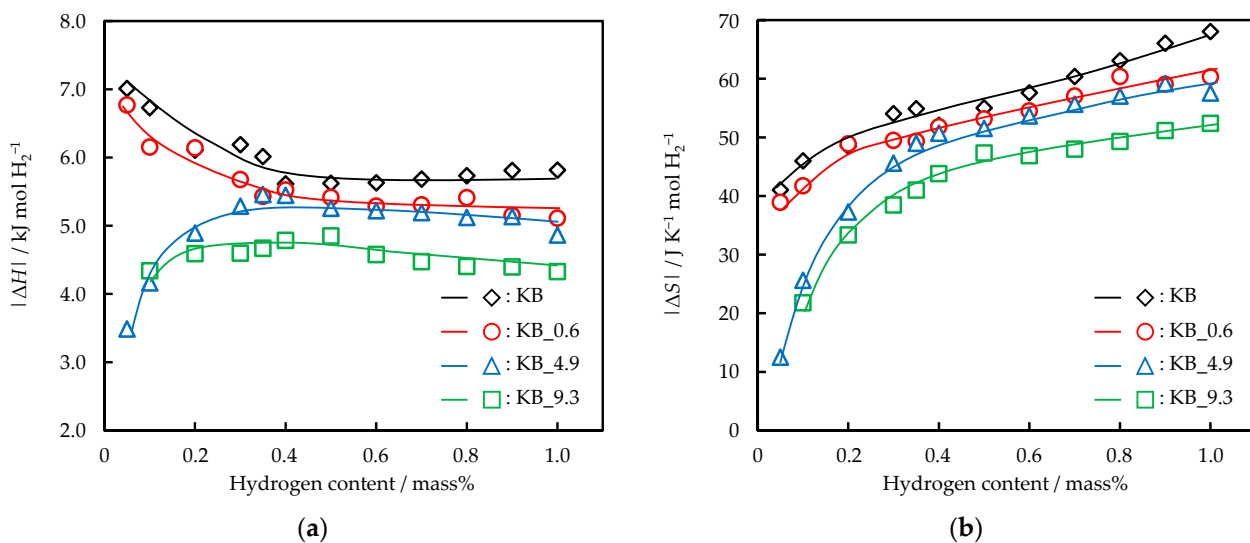 8.0
7.0
6.0
5.0
4.0
3.0
2.0
|ΔH| / kJ mol H₂⁻¹
0 0.2 0.4 0.6 0.8 1.0
Hydrogen content / mass%
: KB
: KB_0.6
: KB_4.9
: KB_9.3
(a)
70
60
50
40
30
20
10
0
|ΔS| / J K⁻¹ mol H₂⁻¹
0 0.2 0.4 0.6 0.8 1.0
Hydrogen content / mass%
: KB
: KB_0.6
: KB_4.9
: KB_9.3
(b)